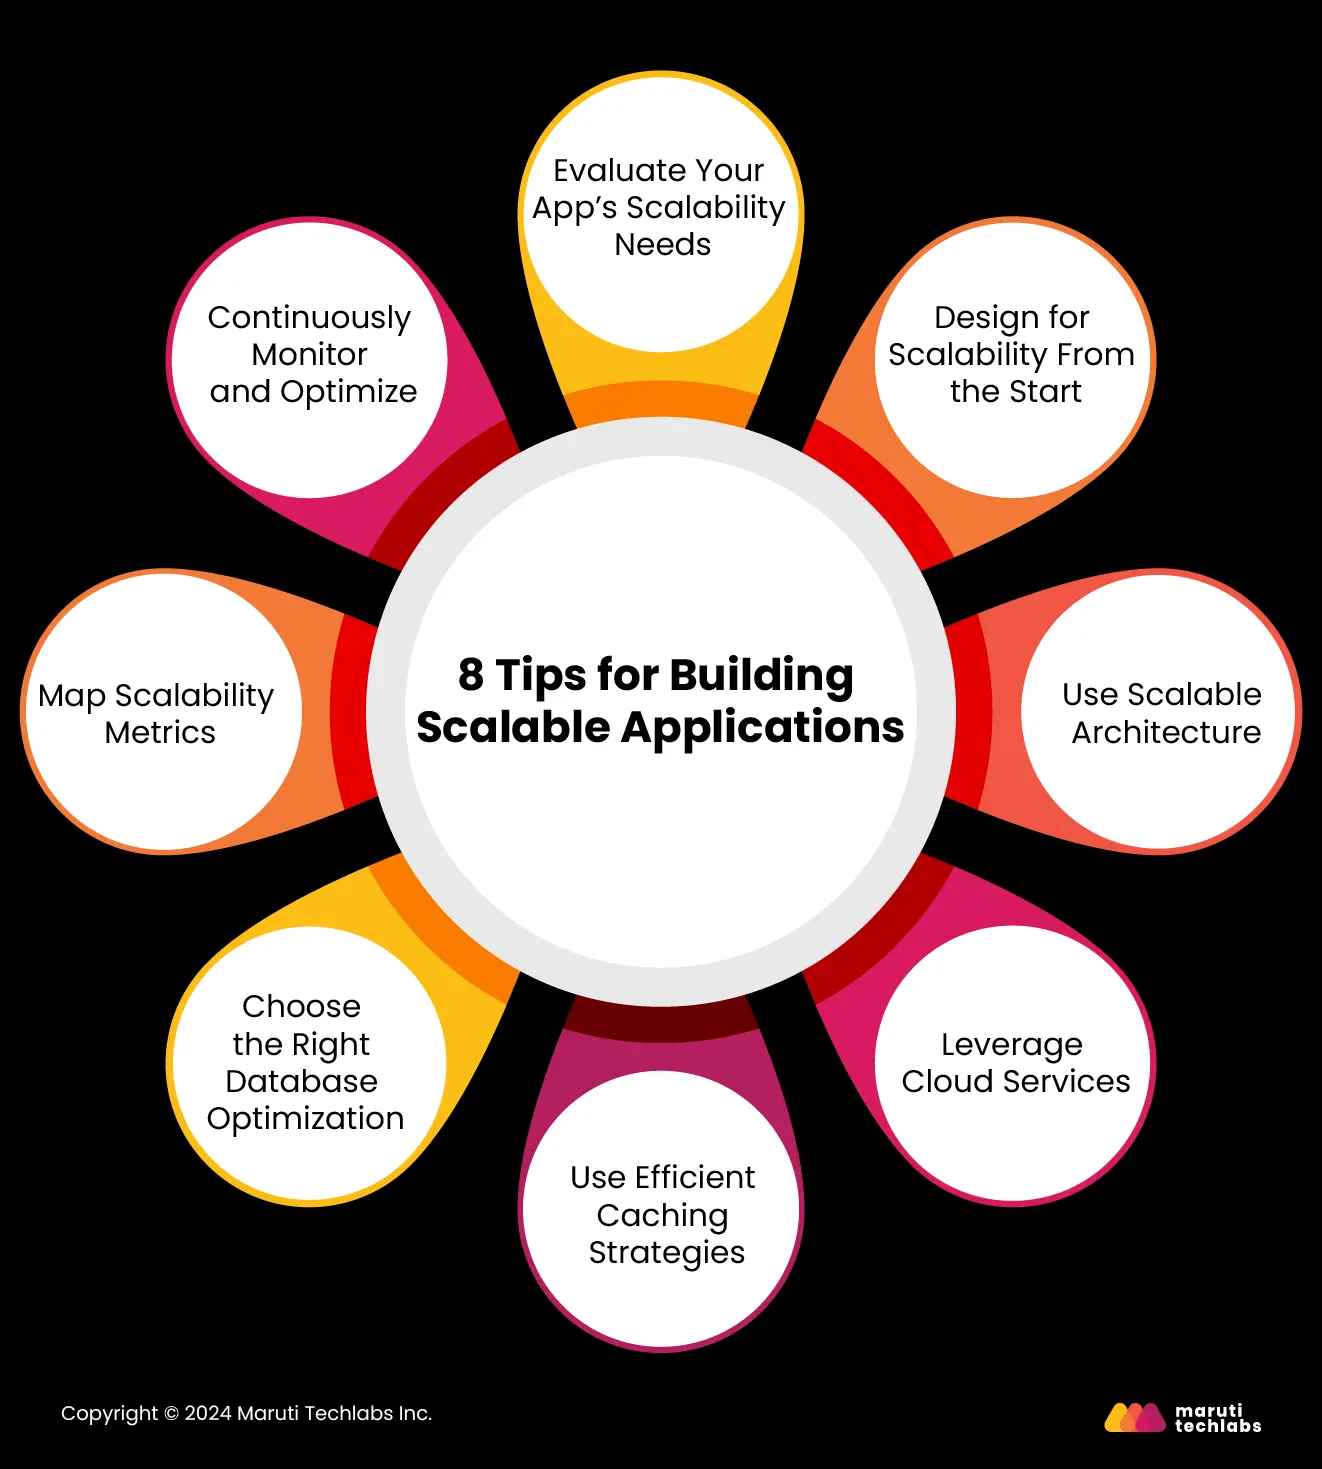 8 Tips for Building
Scalable Applications
Evaluate Your
App’s Scalability
Needs
Design for
Scalability From
the Start
Use Scalable
Architecture
Leverage
Cloud Services
Use Efficient
Caching
Strategies
Choose
the Right
Database
Optimization
Map Scalability
Metrics
Continuously
Monitor
and Optimize
Copyright © 2024 Maruti Techlabs Inc.
maruti
techlabs